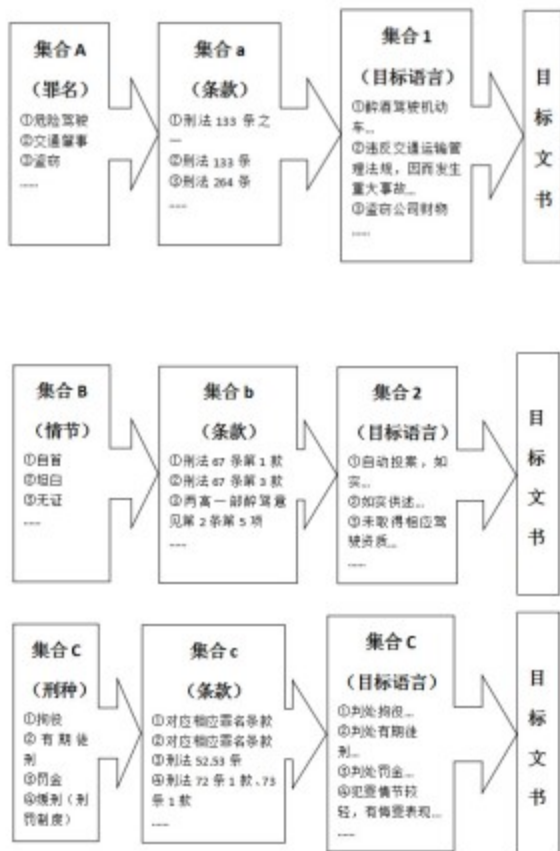 集合 A
（罪名）
①危险驾驶
②交通肇事
③盗窃
……
集合 a
（条款）
①刑法 133 条之
一
②刑法 133 条
③刑法 264 条
……
集合 1
（目标语言）
①醉酒驾驶机动
车…
②违反交通运输管
理法规，因而发生
重大事故…
③盗窃公司财物
……
目
标
文
书
集合 B
（情节）
①自首
②坦白
③无证
……
集合 b
（条款）
①刑法 67 条第 1 款
②刑法 67 条第 3 款
③两高一部醉驾意
见第 2 条第 5 项
……
集合 2
（目标语言）
①自动投案，如
实…
②如实供述…
③未取得相应驾
驶资质…
……
目
标
文
书
集合 C
（刑种）
①拘役
②有期徒
刑
③罚金
④缓刑（刑
罚制度）
集合 c
（条款）
①对应相应罪名条款
②对应相应罪名条款
③刑法 52.53 条
④刑法 72 条 1 款、73
条 1 款
……
集合 C
（目标语言）
①判处拘役…
②判处有期徒
刑…
③判处罚金…
④犯罪情节较
轻，有悔罪表现…
……
目
标
文
书